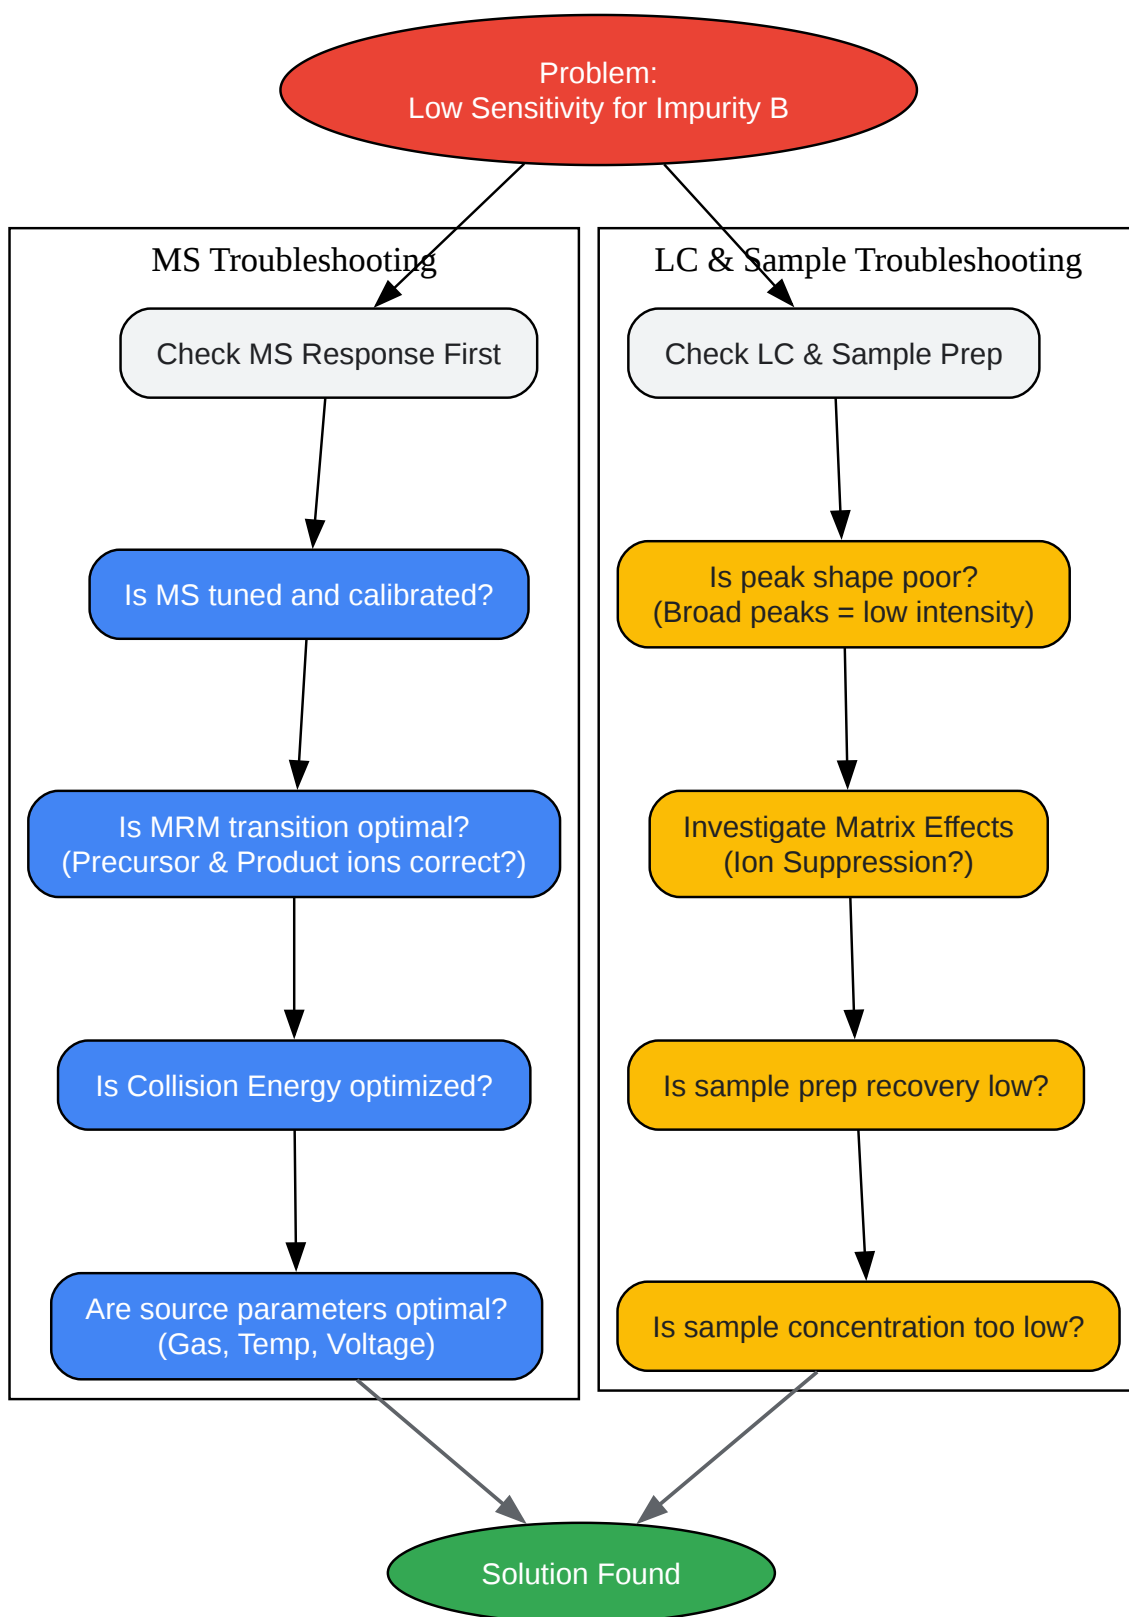 Problem:
Low Sensitivity for Impurity B
MS Troubleshooting
Check MS Response First
Is MS tuned and calibrated?
Is MRM transition optimal?
(Precursor & Product ions correct?)
Is Collision Energy optimized?
Are source parameters optimal?
(Gas, Temp, Voltage)
LC & Sample Troubleshooting
Check LC & Sample Prep
Is peak shape poor?
(Broad peaks = low intensity)
Investigate Matrix Effects
(Ion Suppression?)
Is sample prep recovery low?
Is sample concentration too low?
Solution Found